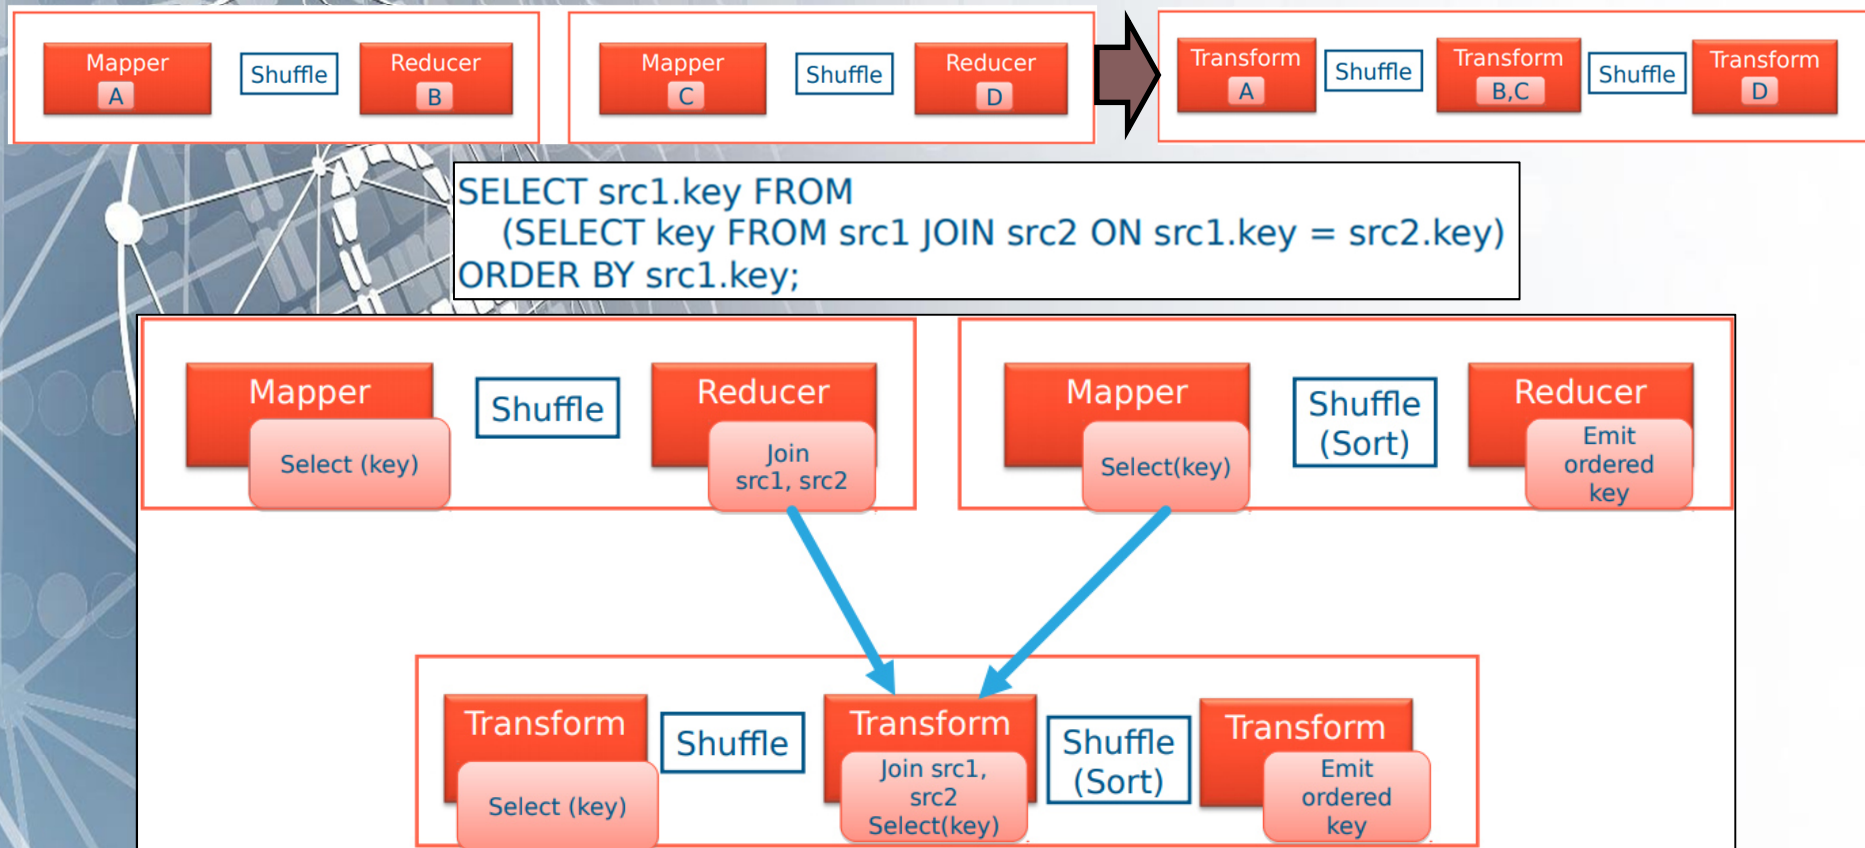 Mapper
A
Shuffle
Reducer
B
Mapper
C
Shuffle
Reducer
D
Transform
A
Shuffle
Transform
B,C
Shuffle
Transform
D
SELECT src1.key FROM
(SELECT key FROM src1 JOIN src2 ON src1.key = src2.key)
ORDER BY src1.key;
Mapper
Select (key)
Shuffle
Reducer
Join
src1, src2
Mapper
Select(key)
Shuffle
(Sort)
Reducer
Emit
ordered
key
Transform
Select (key)
Shuffle
Transform
Join src1,
src2
Select(key)
Shuffle
(Sort)
Transform
Emit
ordered
key